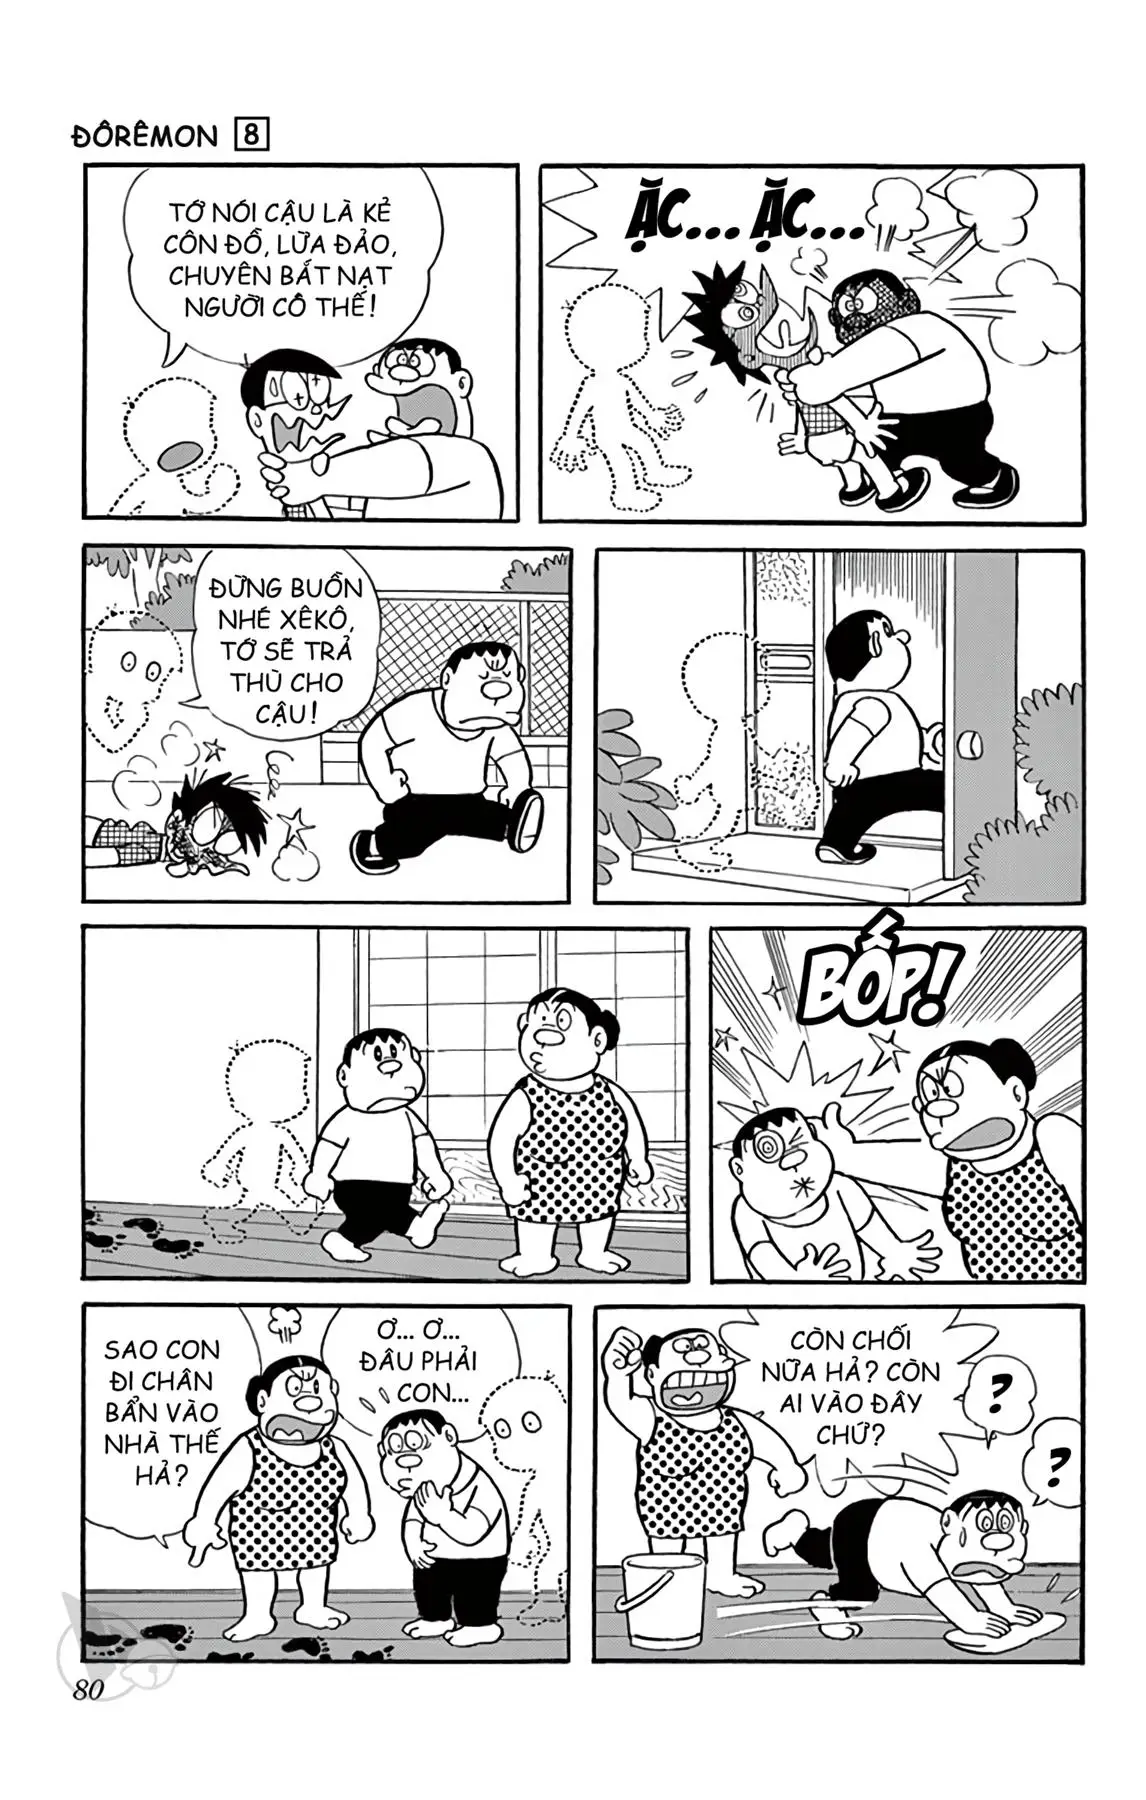 ĐÔRÊMON 8
TỚ NÓI CẬU LÀ KẺ
CÔN ĐỒ, LỪA ĐẢO,
CHUYÊN BẮT NẠT
NGƯỜI CÔ THẾ!
ẶC... ẶC...
ĐỪNG BUỒN
NHÉ XÊKÔ,
TỚ SẼ TRẢ
THÙ CHO
CẬU!
BỐP!
SAO CON
ĐI CHÂN
BẨN VÀO
NHÀ THẾ
HẢ?
Ơ... Ơ...
ĐÂU PHẢI
CON...
CÒN CHỐI
NỮA HẢ? CÒN
AI VÀO ĐÂY
CHỨ?
?
?
80